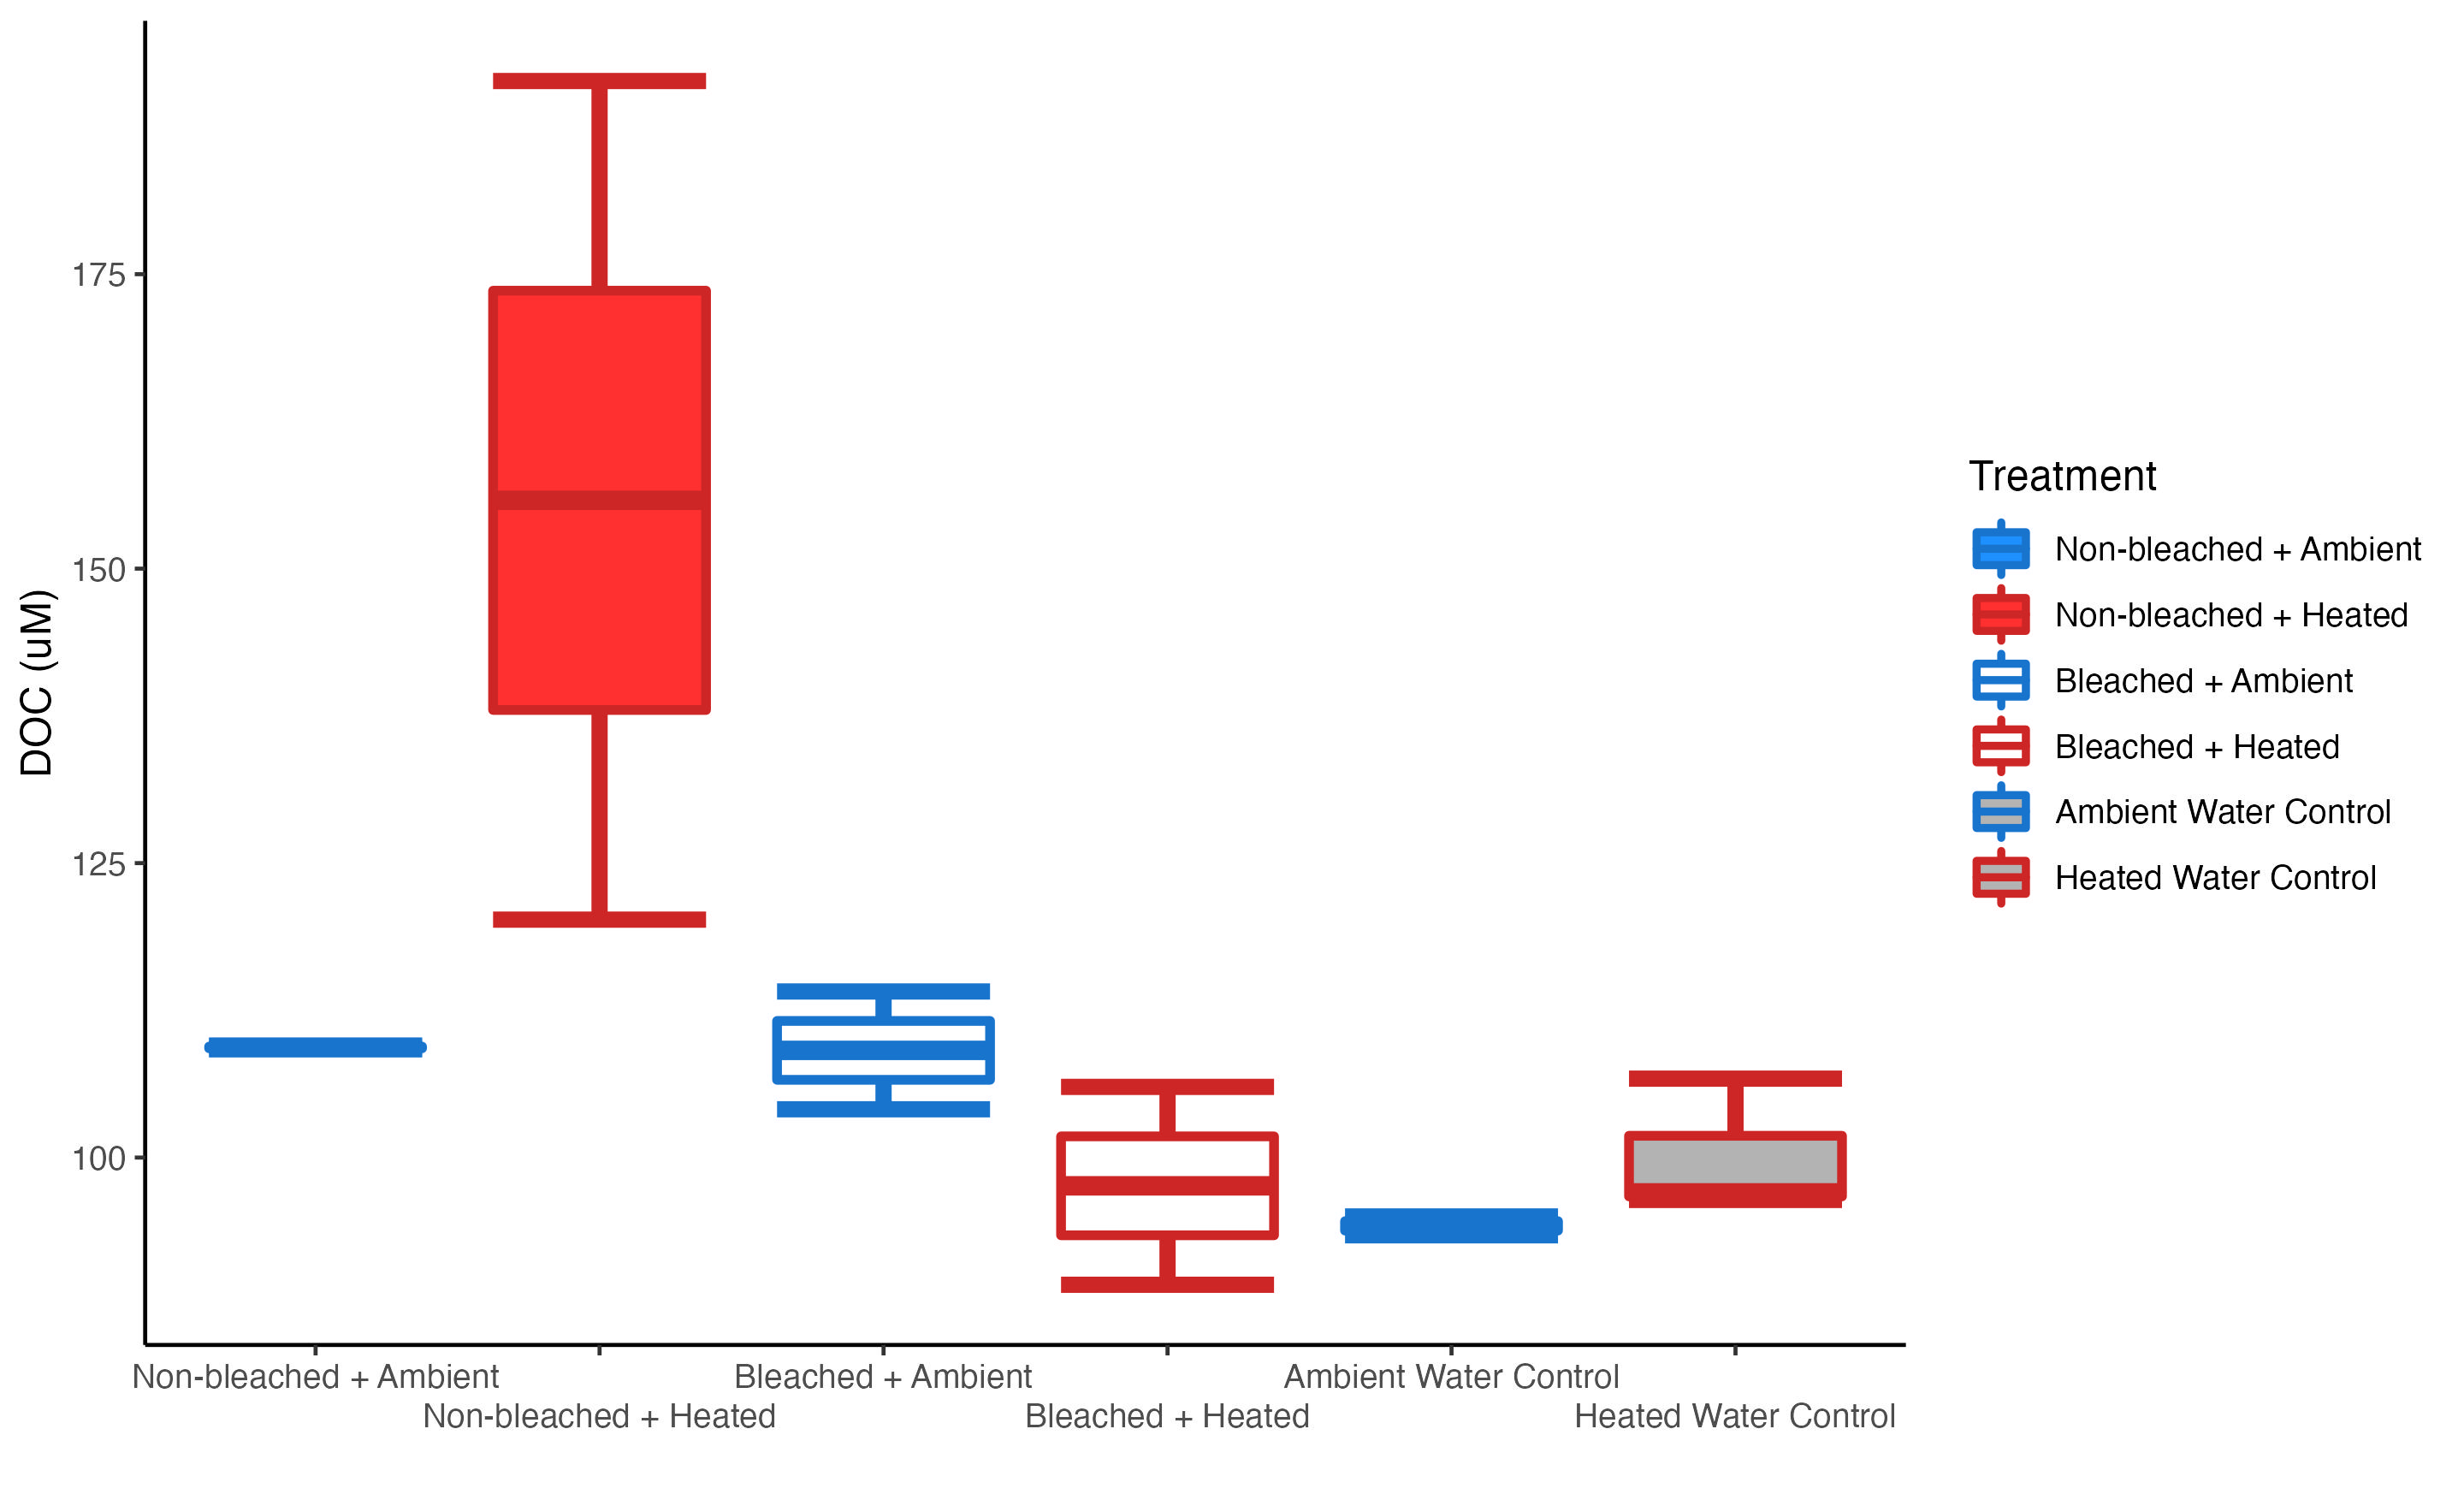 DOC (uM)
175
150
125
100
Non-bleached + Ambient
Non-bleached + Heated
Bleached + Ambient
Bleached + Heated
Ambient Water Control
Heated Water Control
Treatment
Non-bleached + Ambient
Non-bleached + Heated
Bleached + Ambient
Bleached + Heated
Ambient Water Control
Heated Water Control